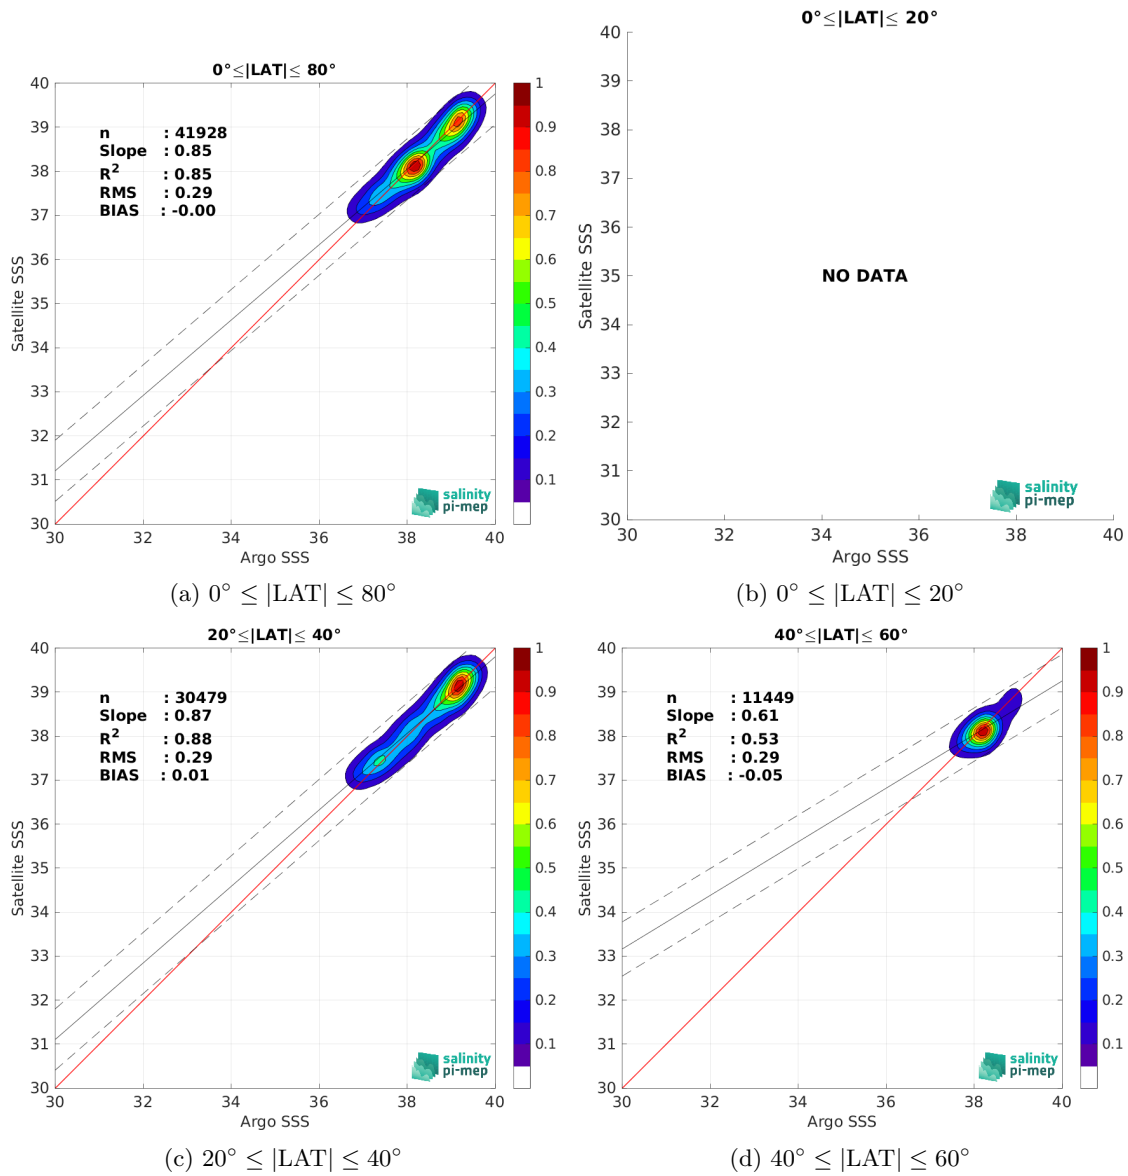 0°≤|LAT|≤ 80°
n : 41928
Slope : 0.85
R² : 0.85
RMS : 0.29
BIAS : -0.00
40
39
38
37
36
35
34
33
32
31
30
Satellite SSS
30 32 34 36 38 40
Argo SSS
1
0.9
0.8
0.7
0.6
0.5
0.4
0.3
0.2
0.1
salinity
pi-mep
(a) 0° ≤ |LAT| ≤ 80°
0°≤|LAT|≤ 20°
40
39
38
37
36
35
34
33
32
31
30
Satellite SSS
NO DATA
salinity
pi-mep
30 32 34 36 38 40
Argo SSS
(b) 0° ≤ |LAT| ≤ 20°
20°≤|LAT|≤ 40°
n : 30479
Slope : 0.87
R² : 0.88
RMS : 0.29
BIAS : 0.01
40
39
38
37
36
35
34
33
32
31
30
Satellite SSS
30 32 34 36 38 40
Argo SSS
1
0.9
0.8
0.7
0.6
0.5
0.4
0.3
0.2
0.1
salinity
pi-mep
(c) 20° ≤ |LAT| ≤ 40°
40°≤|LAT|≤ 60°
n : 11449
Slope : 0.61
R² : 0.53
RMS : 0.29
BIAS : -0.05
40
39
38
37
36
35
34
33
32
31
30
Satellite SSS
30 32 34 36 38 40
Argo SSS
1
0.9
0.8
0.7
0.6
0.5
0.4
0.3
0.2
0.1
salinity
pi-mep
(d) 40° ≤ |LAT| ≤ 60°